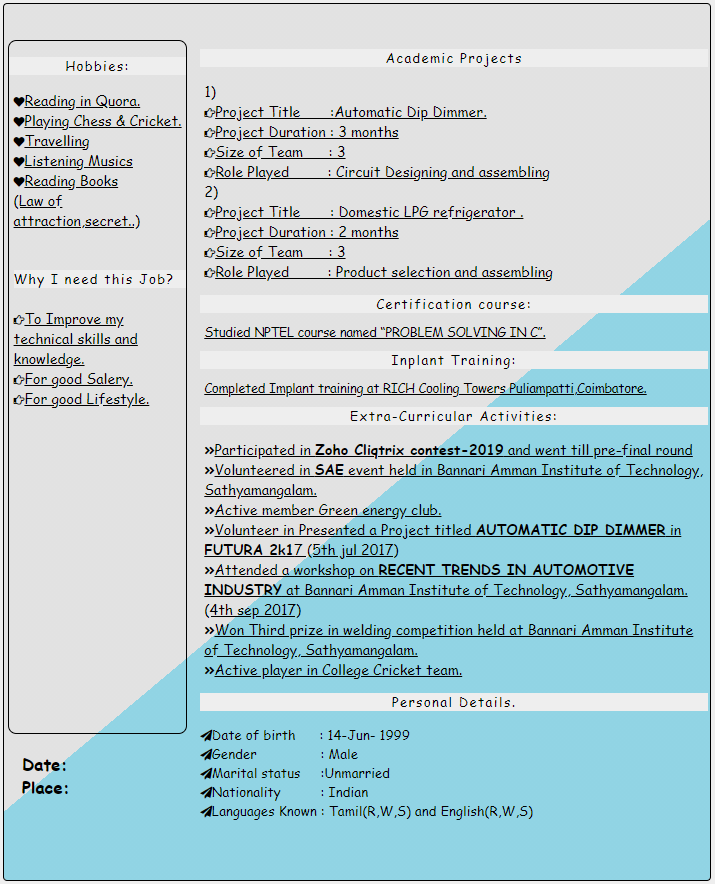 Hobbies:
❤Reading in Quora.
❤Playing Chess & Cricket.
❤Travelling
❤Listening Musics
❤Reading Books
(Law of
attraction,secret..)
Why I need this Job?
To Improve my
technical skills and
knowledge.
For good Salery.
For good Lifestyle.
Date:
Place:
Academic Projects
1)
Project Title :Automatic Dip Dimmer.
Project Duration : 3 months
Size of Team : 3
Role Played : Circuit Designing and assembling
2)
Project Title : Domestic LPG refrigerator .
Project Duration : 2 months
Size of Team : 3
Role Played : Product selection and assembling
Certification course:
Studied NPTEL course named “PROBLEM SOLVING IN C”.
Inplant Training:
Completed Implant training at RICH Cooling Towers Puliampatti,Coimbatore.
Extra-Curricular Activities:
»Participated in Zoho Cliqtrix contest-2019 and went till pre-final round
»Volunteered in SAE event held in Bannari Amman Institute of Technology,
Sathyamangalam.
»Active member Green energy club.
»Volunteer in Presented a Project titled AUTOMATIC DIP DIMMER in
FUTURA 2k17 (5th jul 2017)
»Attended a workshop on RECENT TRENDS IN AUTOMOTIVE
INDUSTRY at Bannari Amman Institute of Technology, Sathyamangalam.
(4th sep 2017)
»Won Third prize in welding competition held at Bannari Amman Institute
of Technology, Sathyamangalam.
»Active player in College Cricket team.
Personal Details.
Date of birth : 14-Jun- 1999
Gender : Male
Marital status :Unmarried
Nationality : Indian
Languages Known : Tamil(R,W,S) and English(R,W,S)